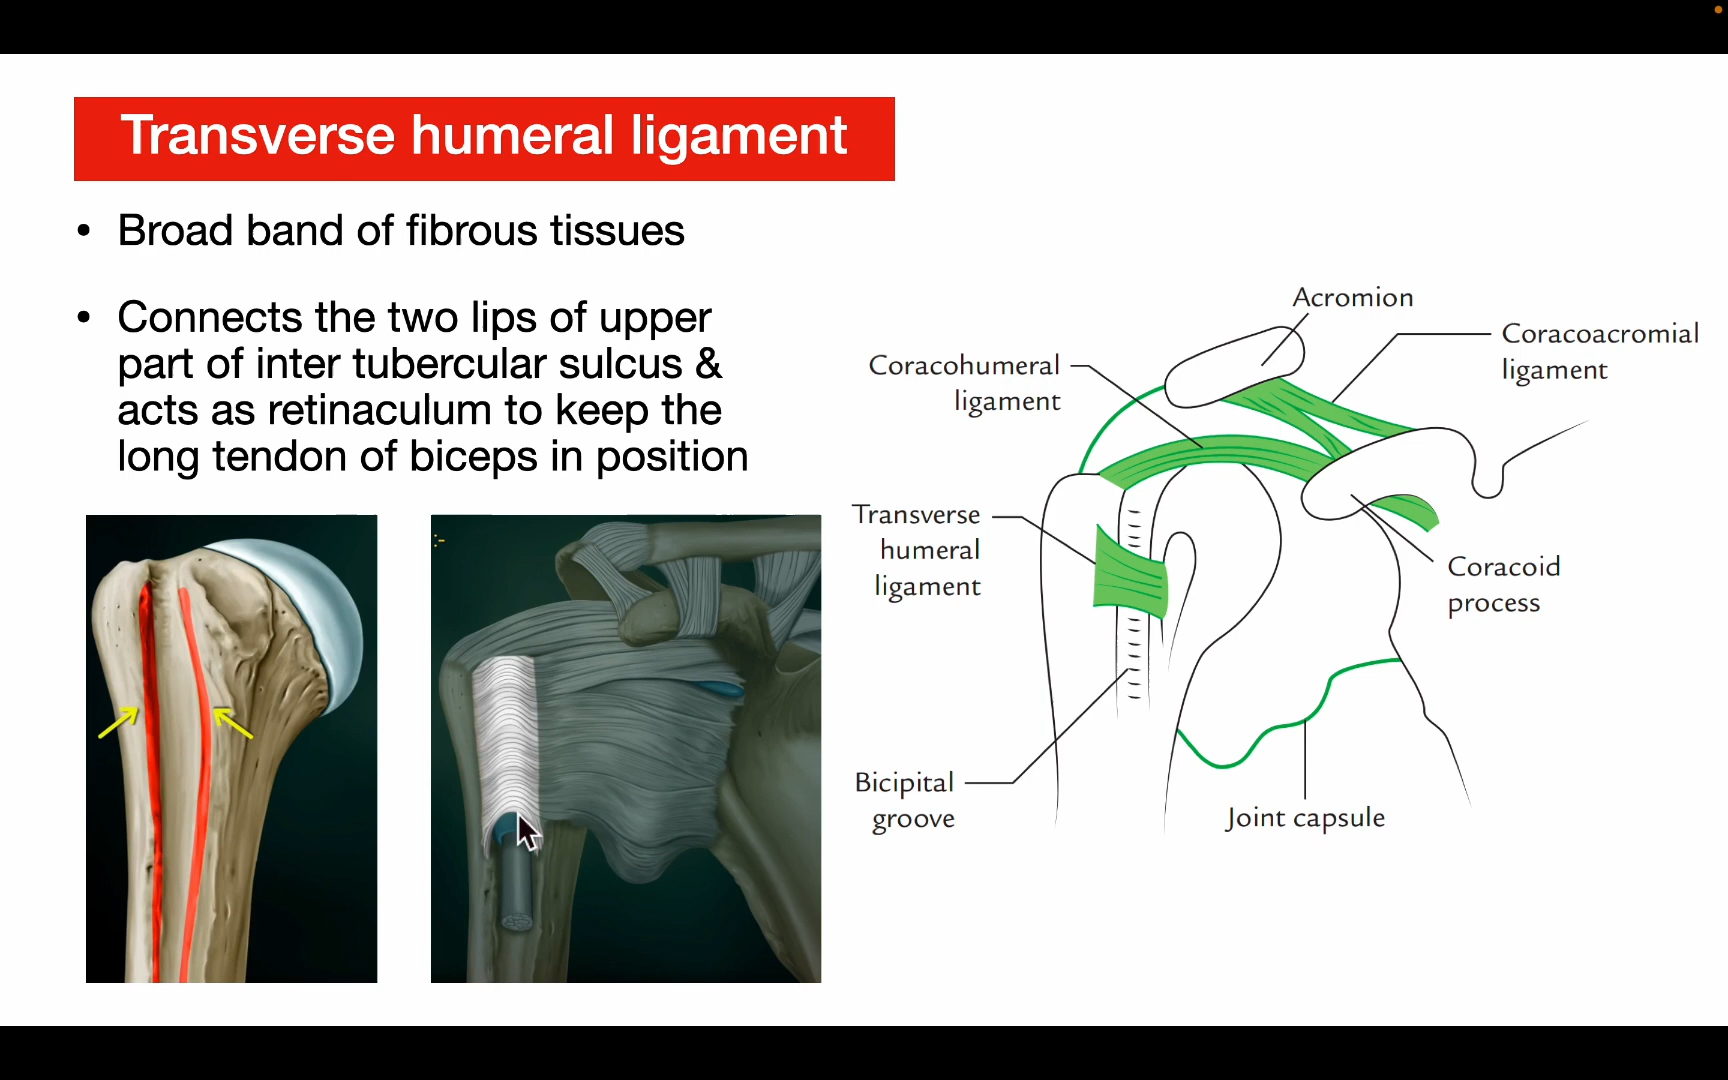 Transverse humeral ligament
• Broad band of fibrous tissues
• Connects the two lips of upper
part of inter tubercular sulcus &
acts as retinaculum to keep the
long tendon of biceps in position
Acromion
Coracoacromial
ligament
Coracohumeral
ligament
Transverse
humeral
ligament
Coracoid
process
Bicipital
groove
Joint capsule